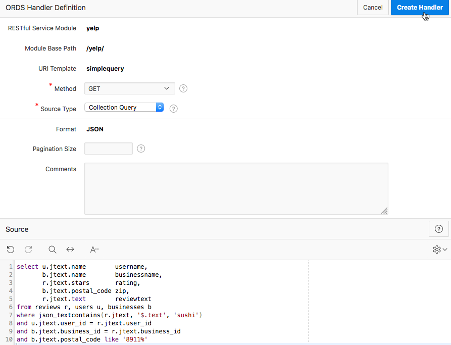 ORDS Handler Definition
Cancel
Create Handler
RESTful Service Module yelp
Module Base Path /yelp/
URI Template simplequery
* Method GET ?
* Source Type Collection Query ?
Format JSON
Pagination Size ?
Comments
Source ?
1 select u.jtext.name username,
2 b.jtext.name businessname,
3 r.jtext.stars rating,
4 b.jtext.postal_code zip,
5 r.jtext.text reviewtext
6 from reviews r, users u, businesses b
7 where json_textcontains(r.jtext, '$.text', 'sushi')
8 and u.jtext.user_id = r.jtext.user_id
9 and b.jtext.business_id = r.jtext.business_id
10 and b.jtext.postal_code like '8911%'